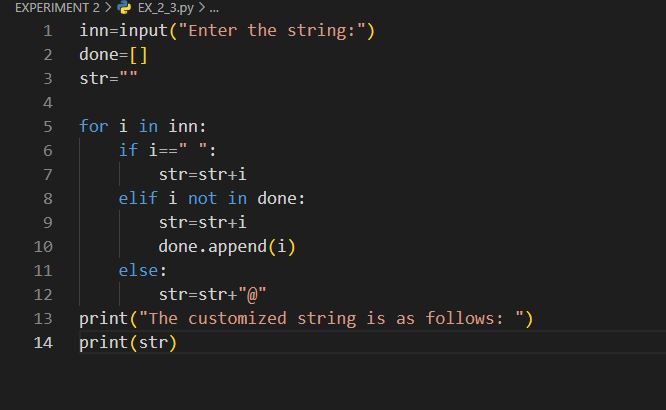 EXPERIMENT 2 > EX_2_3.py > ...
1 inn=input("Enter the string:")
2 done=[]
3 str=""
4
5 for i in inn:
6     if i==" ":
7         str=str+i
8     elif i not in done:
9         str=str+i
10         done.append(i)
11     else:
12         str=str+"@"
13 print("The customized string is as follows: ")
14 print(str)